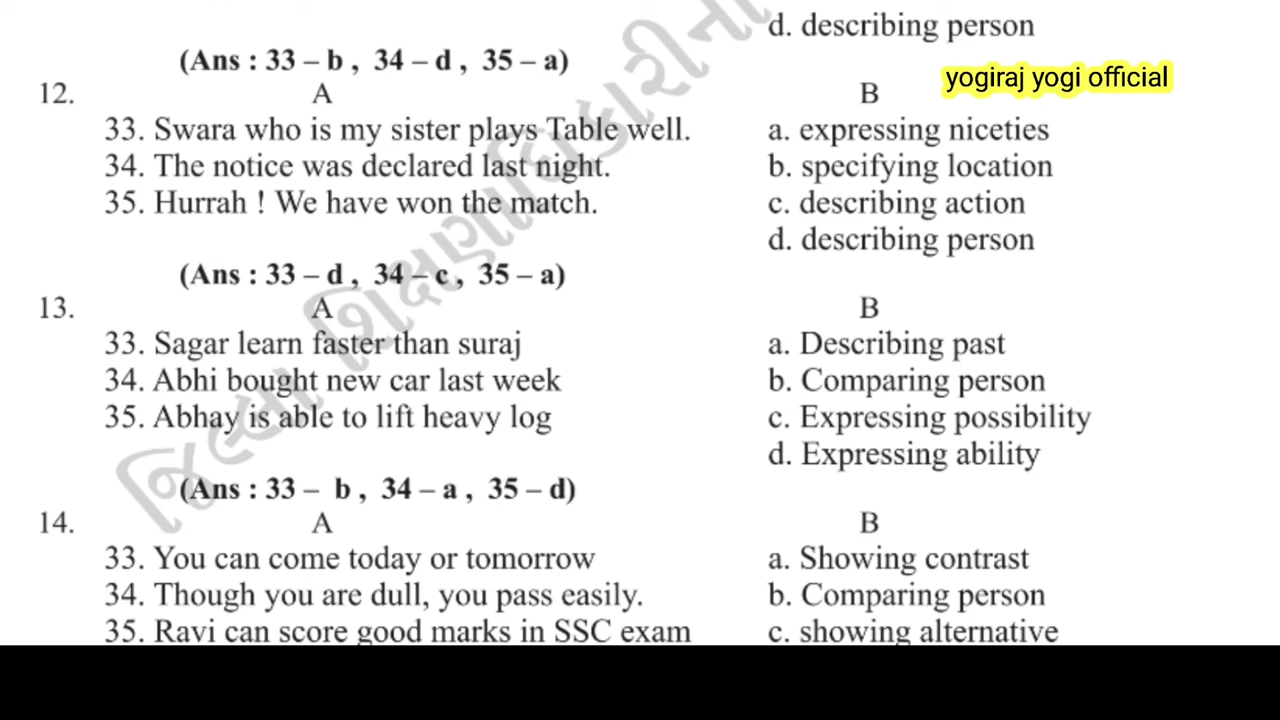 d. describing person
(Ans : 33 – b , 34 – d , 35 – a)
yogiraj yogi official
12. A B
33. Swara who is my sister plays Table well. a. expressing niceties
34. The notice was declared last night. b. specifying location
35. Hurrah ! We have won the match. c. describing action
d. describing person
(Ans : 33 – d , 34 – c , 35 – a)
13. A B
33. Sagar learn faster than suraj a. Describing past
34. Abhi bought new car last week b. Comparing person
35. Abhay is able to lift heavy log c. Expressing possibility
d. Expressing ability
(Ans : 33 – b , 34 – a , 35 – d)
14. A B
33. You can come today or tomorrow a. Showing contrast
34. Though you are dull, you pass easily. b. Comparing person
35. Ravi can score good marks in SSC exam c. showing alternative
જિલ્લા શિક્ષણાધિકારીની